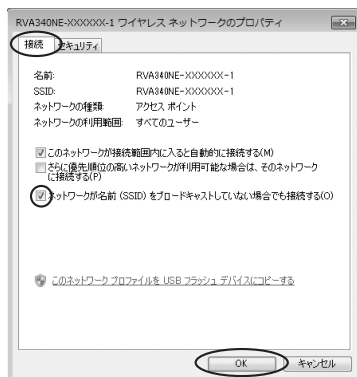 RVA340NE-XXXXXX-1 ワイヤレス ネットワークのプロパティ
接続 セキュリティ
名前: RVA340NE-XXXXXX-1
SSID: RVA340NE-XXXXXX-1
ネットワークの種類: アクセス ポイント
ネットワークの利用範囲: すべてのユーザー
このネットワークが接続範囲内に入ると自動的に接続する(M)
さらに優先順位の高いネットワークが利用可能な場合は、そのネットワーク
に接続する(P)
ネットワークが名前 (SSID) をブロードキャストしていない場合でも接続する(O)
このネットワーク プロファイルを USB フラッシュ デバイスにコピーする
OK キャンセル